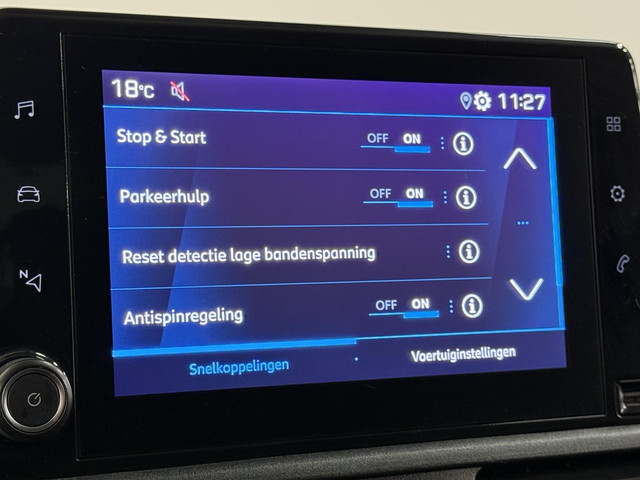 18°C 11:27
Stop & Start OFF ON
Parkeerhulp OFF ON
Reset detectie lage bandenspanning
Antispinregeling OFF ON
Snelkoppelingen Voertuiginstellingen
N